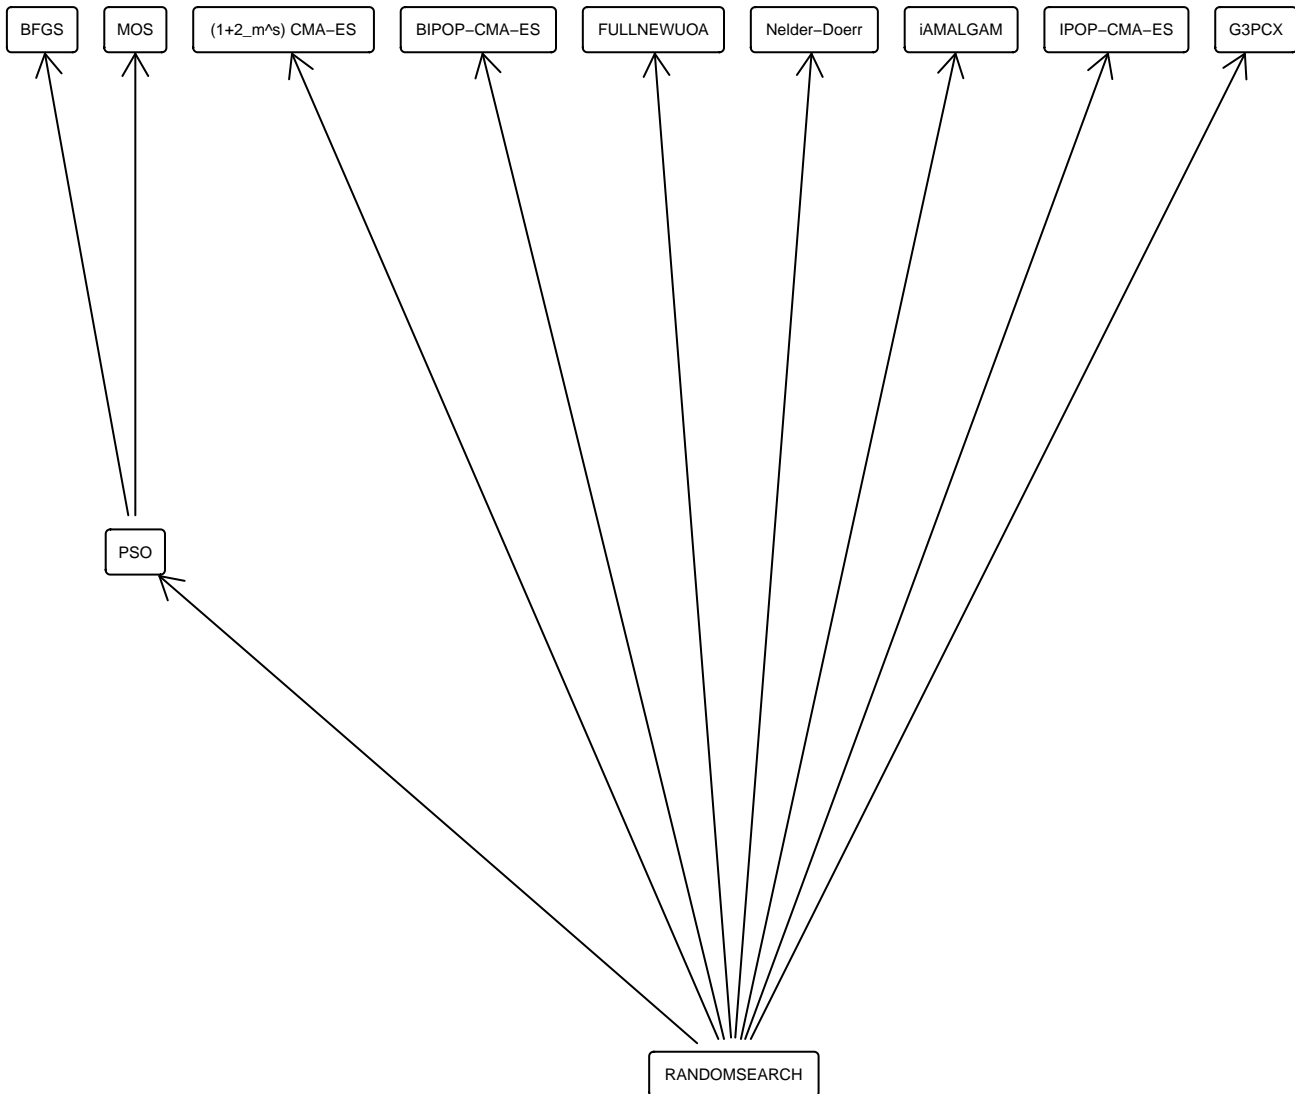 BFGS
MOS
(1+2_m^s) CMA−ES
BIPOP−CMA−ES
FULLNEWUOA
Nelder−Doerr
iAMALGAM
IPOP−CMA−ES
G3PCX
PSO
RANDOMSEARCH